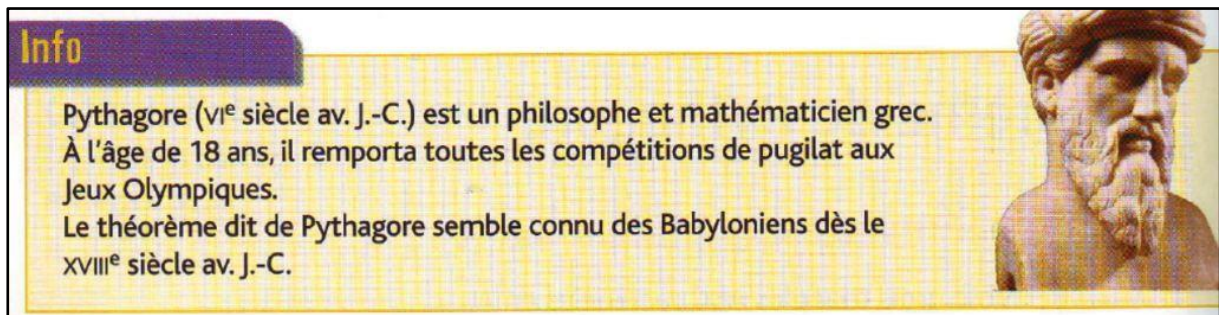 Info
Pythagore (VIe siècle av. J.-C.) est un philosophe et mathématicien grec.
À l'âge de 18 ans, il remporta toutes les compétitions de pugilat aux
Jeux Olympiques.
Le théorème dit de Pythagore semble connu des Babyloniens dès le
XVIIIe siècle av. J.-C.